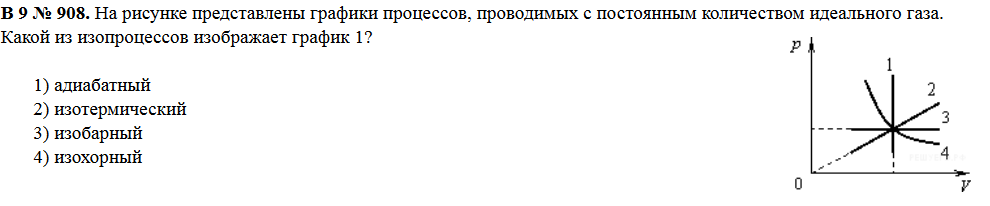 В 9 № 908. На рисунке представлены графики процессов, проводимых с постоянным количеством идеального газа.
Какой из изопроцессов изображает график 1?
1) адиабатный
2) изотермический
3) изобарный
4) изохорный
p
1
2
3
4
0
V